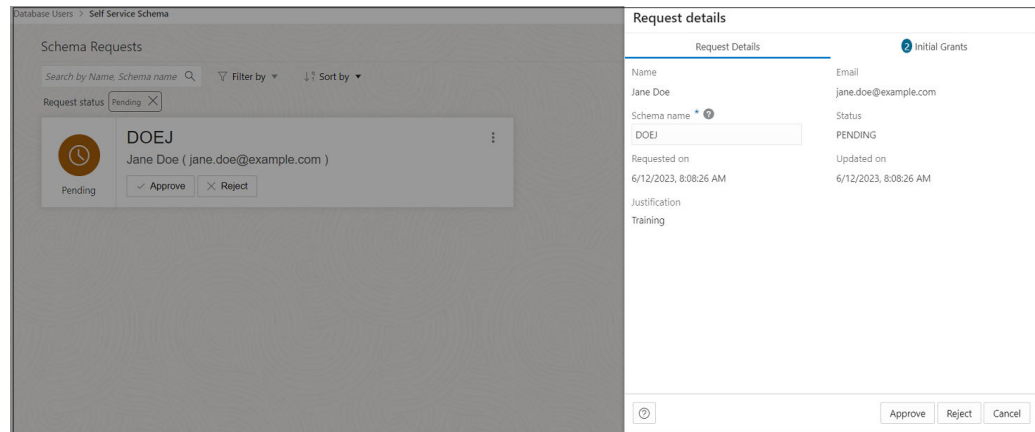 Database Users > Self Service Schema
Schema Requests
Search by Name, Schema name
Filter by
Sort by
Request status Pending
DOEJ
Jane Doe ( jane.doe@example.com )
Pending
Approve
Reject
Request details
Request Details
2 Initial Grants
Name
Email
Jane Doe
jane.doe@example.com
Schema name * ?
Status
DOEJ
PENDING
Requested on
Updated on
6/12/2023, 8:08:26 AM
6/12/2023, 8:08:26 AM
Justification
Training
?
Approve
Reject
Cancel